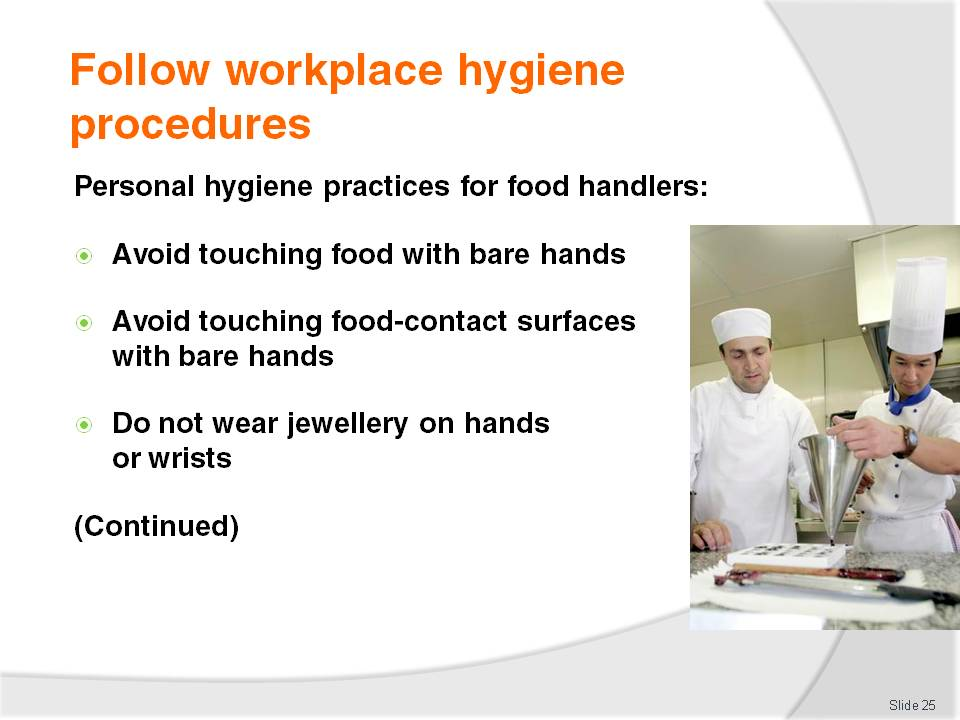 Follow workplace hygiene
procedures
Personal hygiene practices for food handlers:
Avoid touching food with bare hands
Avoid touching food-contact surfaces
with bare hands
Do not wear jewellery on hands
or wrists
(Continued)
Slide 25